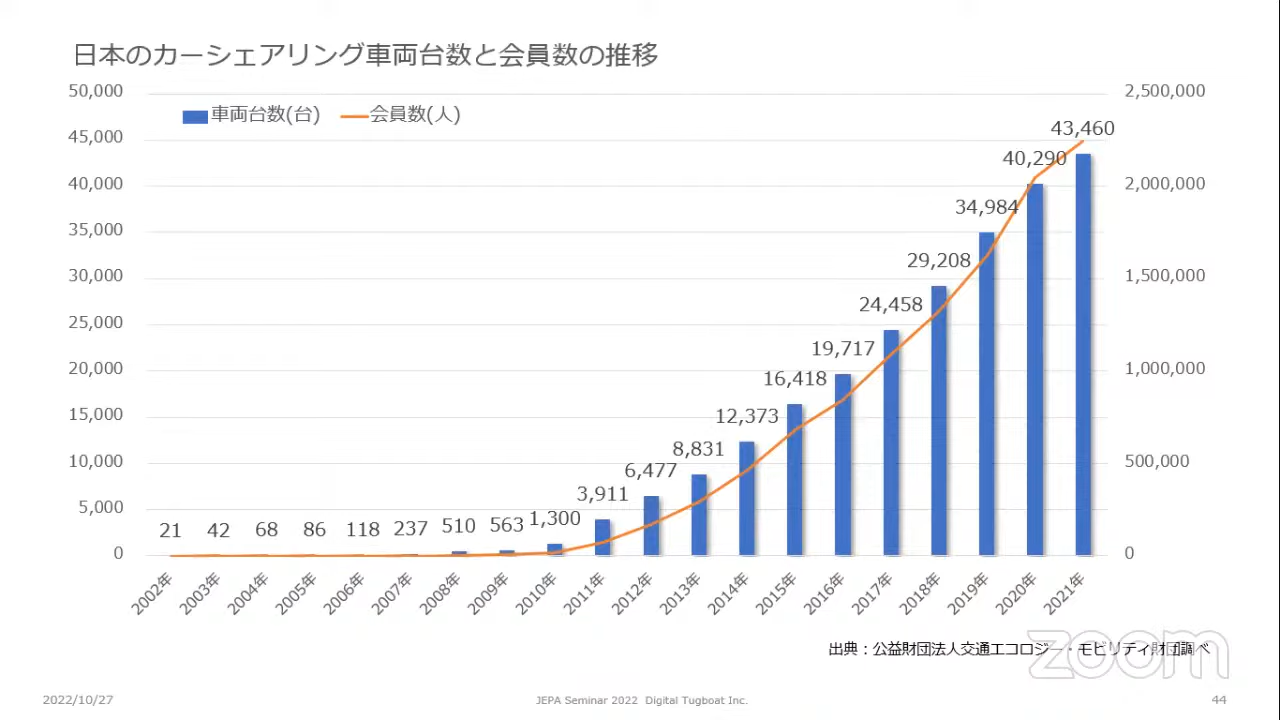 日本のカーシェアリング車両台数と会員数の推移
50,000
2,500,000
車両台数(台)
会員数(人)
45,000
43,460
40,290
40,000
2,000,000
34,984
35,000
29,208
30,000
1,500,000
24,458
25,000
19,717
20,000
1,000,000
16,418
15,000
12,373
8,831
10,000
500,000
6,477
3,911
5,000
1,300
563
510
237
118
86
68
42
21
0
0
2002年
2003年
2004年
2005年
2006年
2007年
2008年
2009年
2010年
2011年
2012年
2013年
2014年
2015年
2016年
2017年
2018年
2019年
2020年
2021年
出典：公益財団法人交通エコロジー・モビリティ財団調べ
zoom
2022/10/27
JEPA Seminar 2022 Digital Tugboat Inc.
44